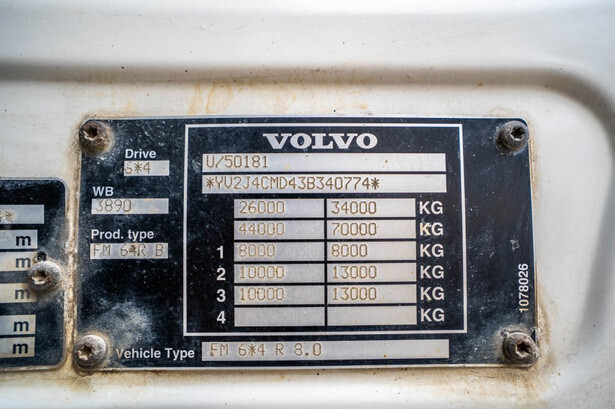 VOLVO
Drive
6*4
U/50181
*YV2J4CMD43B340774*
WB
3890
26000 34000 KG
Prod. type
44000 70000 KG
FM 6*4R B
1 8000 8000 KG
2 10000 13000 KG
3 10000 13000 KG
4 KG
Vehicle Type FM 6*4 R 8.0
1078026
m
m
m
m
m